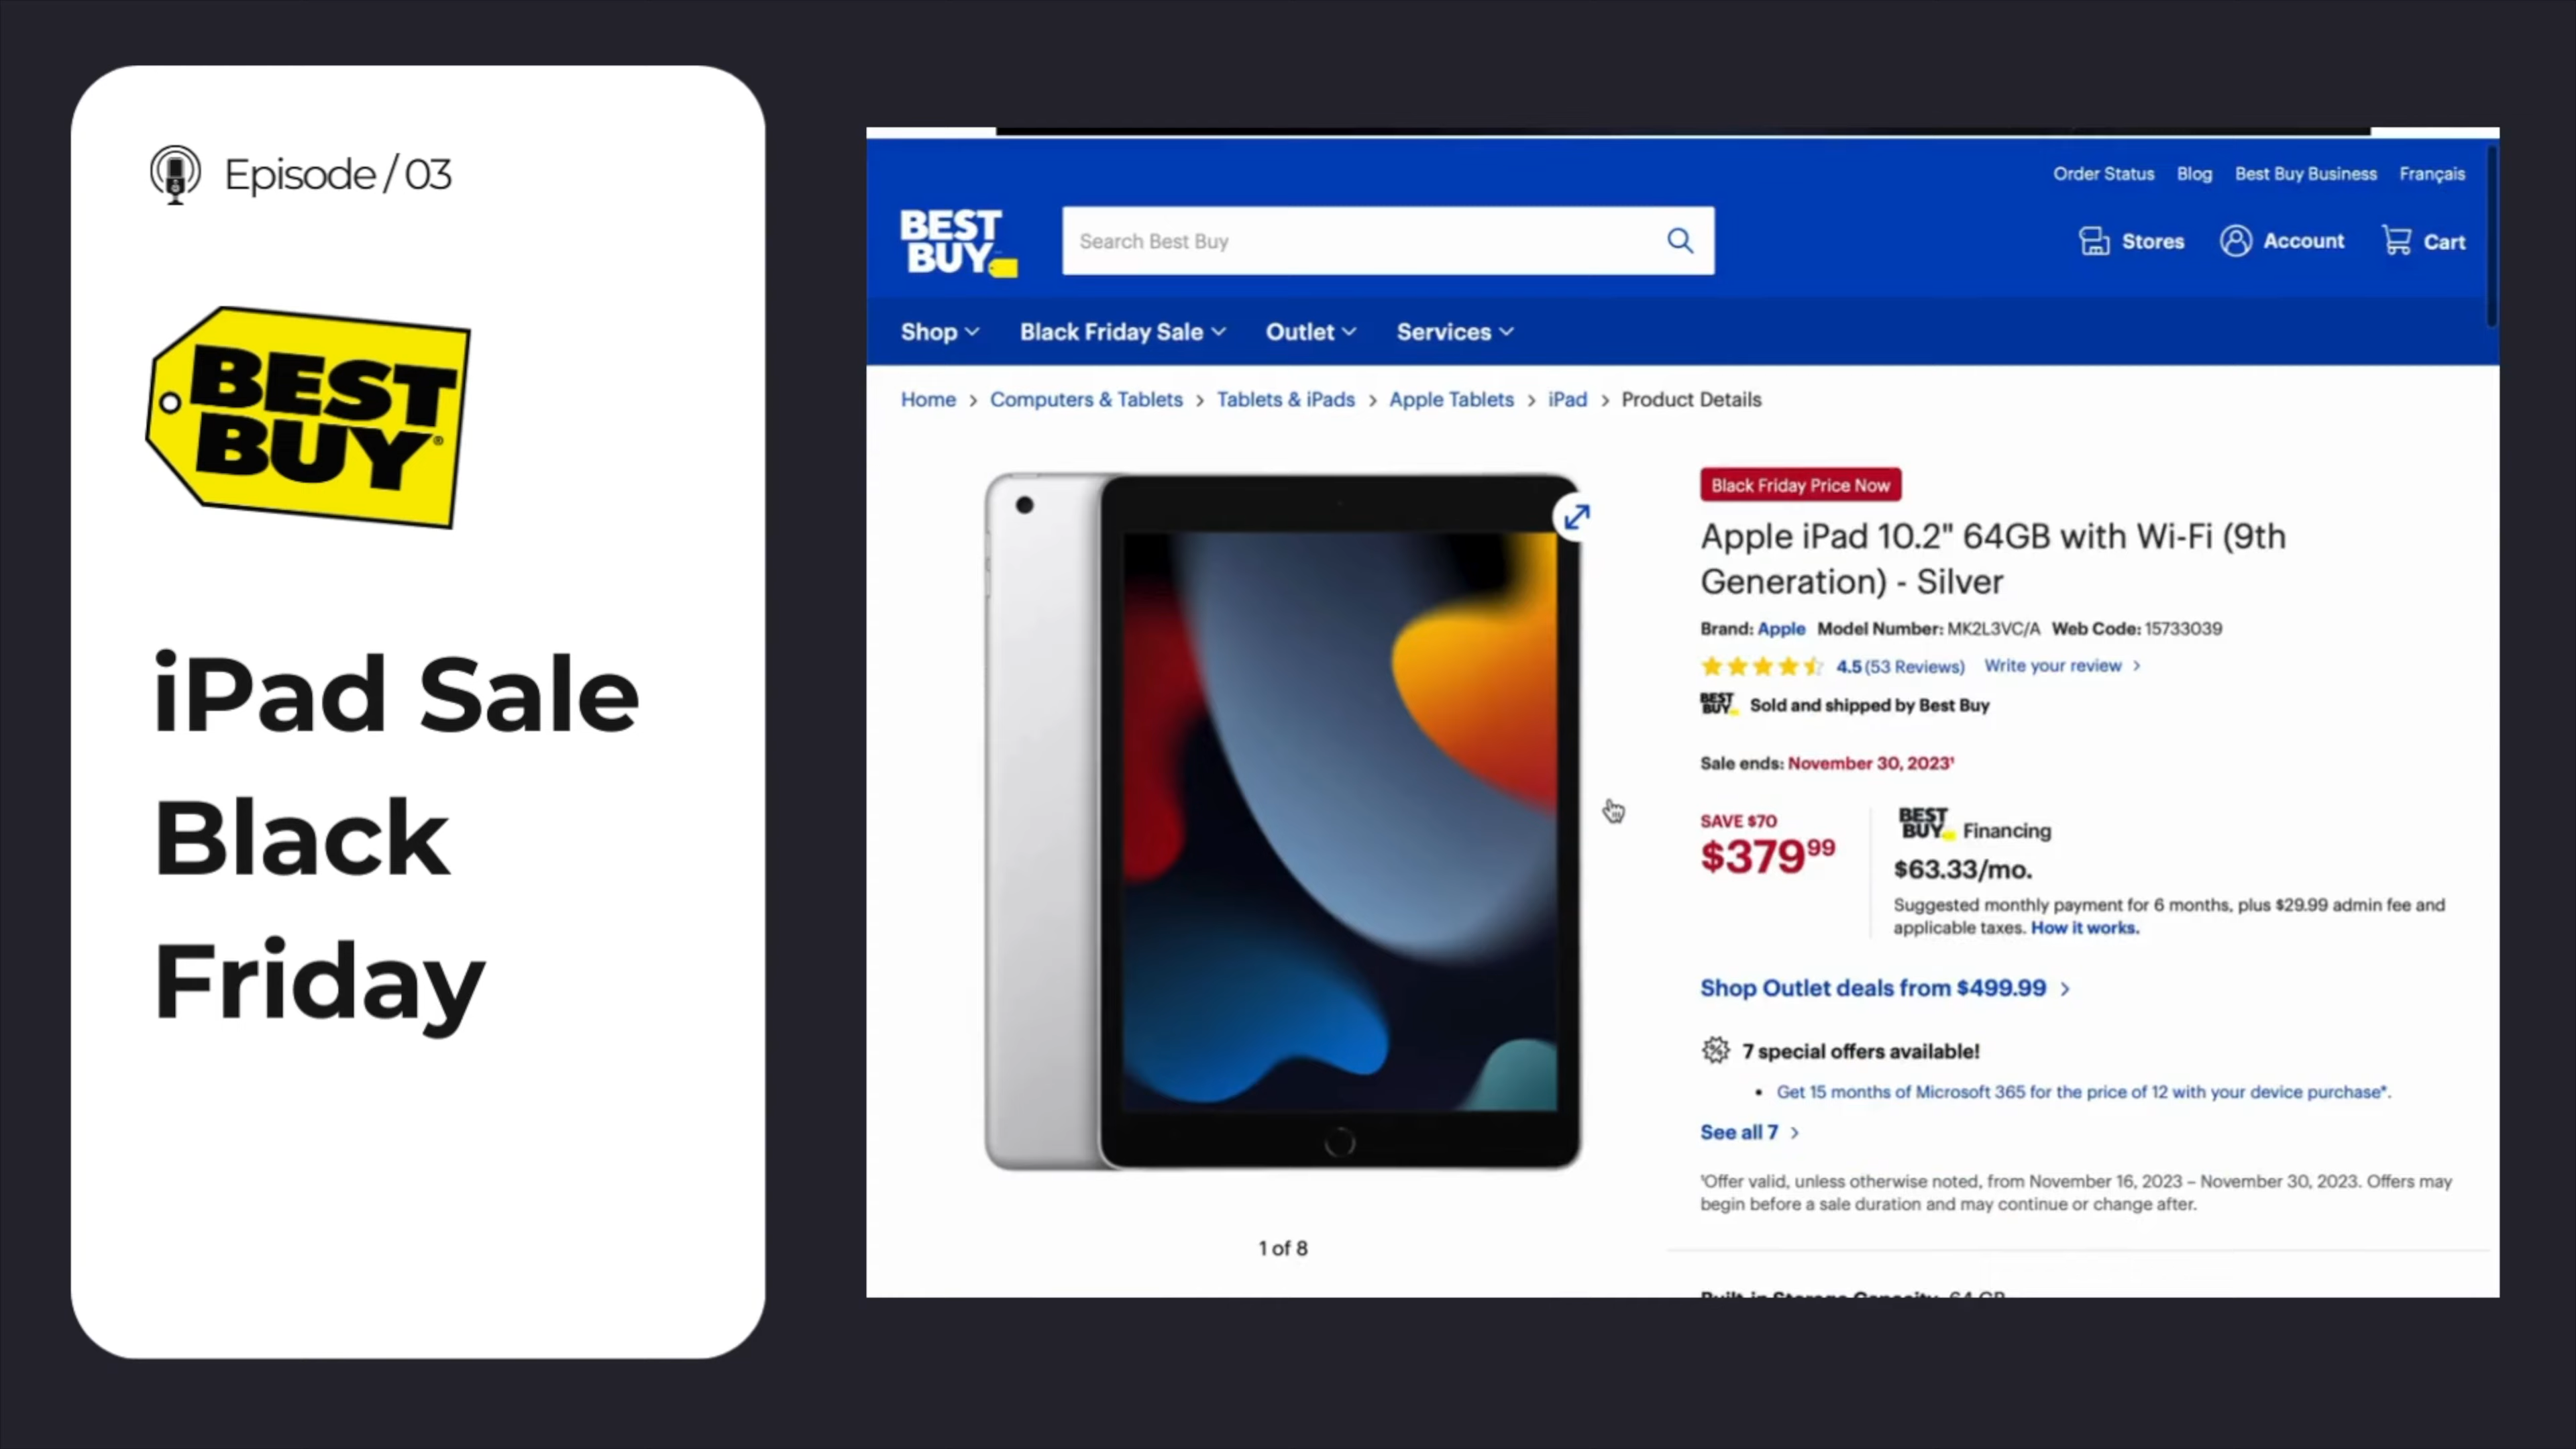 Episode / 03
BEST
BUY®
iPad Sale
Black
Friday
Order Status Blog Best Buy Business Français
BEST
BUY
Search Best Buy
Stores Account Cart
Shop Black Friday Sale Outlet Services
Home > Computers & Tablets > Tablets & iPads > Apple Tablets > iPad > Product Details
Black Friday Price Now
Apple iPad 10.2" 64GB with Wi-Fi (9th
Generation) - Silver
Brand: Apple Model Number: MK2L3VC/A Web Code: 15733039
4.5 (53 Reviews) Write your review >
BEST
BUY
Sold and shipped by Best Buy
Sale ends: November 30, 2023¹
SAVE $70
$379 99
BEST
BUY
Financing
$63.33/mo.
Suggested monthly payment for 6 months, plus $29.99 admin fee and
applicable taxes. How it works.
Shop Outlet deals from $499.99 >
7 special offers available!
• Get 15 months of Microsoft 365 for the price of 12 with your device purchase*.
See all 7 >
¹Offer valid, unless otherwise noted, from November 16, 2023 – November 30, 2023. Offers may
begin before a sale duration and may continue or change after.
1 of 8
Built-in Storage Capacity 64 GB